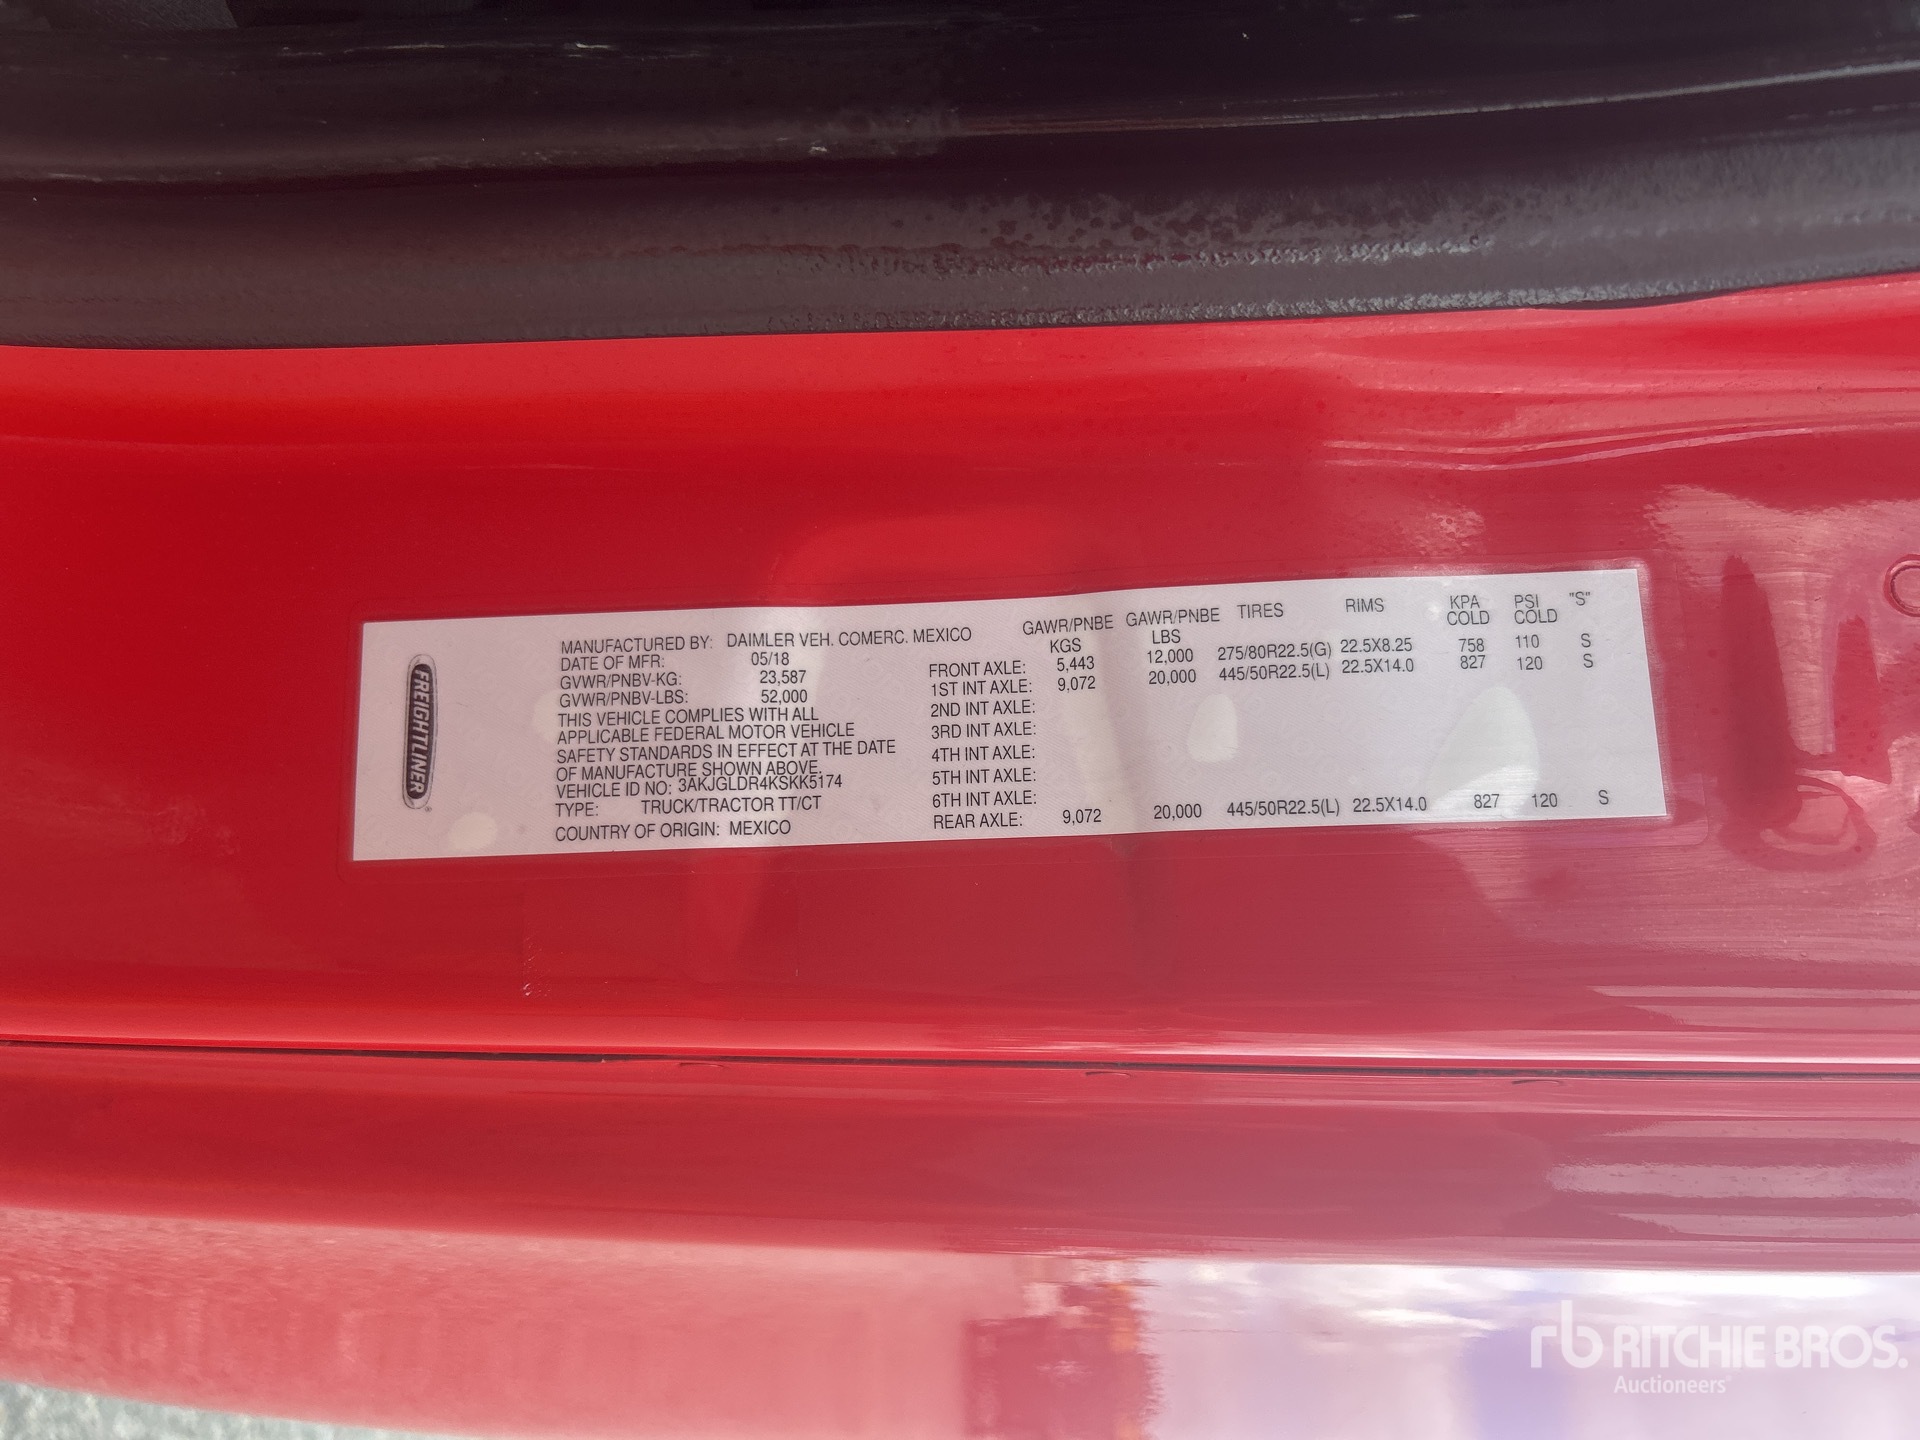 FREIGHTLINER
MANUFACTURED BY: DAIMLER VEH. COMERC. MEXICO
DATE OF MFR: 05/18
GVWR/PNBV-KG: 23,587
GVWR/PNBV-LBS: 52,000
THIS VEHICLE COMPLIES WITH ALL
APPLICABLE FEDERAL MOTOR VEHICLE
SAFETY STANDARDS IN EFFECT AT THE DATE
OF MANUFACTURE SHOWN ABOVE.
VEHICLE ID NO: 3AKJGLDR4KSKK5174
TYPE: TRUCK/TRACTOR TT/CT
COUNTRY OF ORIGIN: MEXICO
GAWR/PNBE GAWR/PNBE TIRES RIMS KPA PSI "S"
KGS LBS COLD COLD
FRONT AXLE: 5,443 12,000 275/80R22.5(G) 22.5X8.25 758 110 S
1ST INT AXLE: 9,072 20,000 445/50R22.5(L) 22.5X14.0 827 120 S
2ND INT AXLE:
3RD INT AXLE:
4TH INT AXLE:
5TH INT AXLE:
6TH INT AXLE:
REAR AXLE: 9,072 20,000 445/50R22.5(L) 22.5X14.0 827 120 S
rb RITCHIE BROS.
Auctioneers